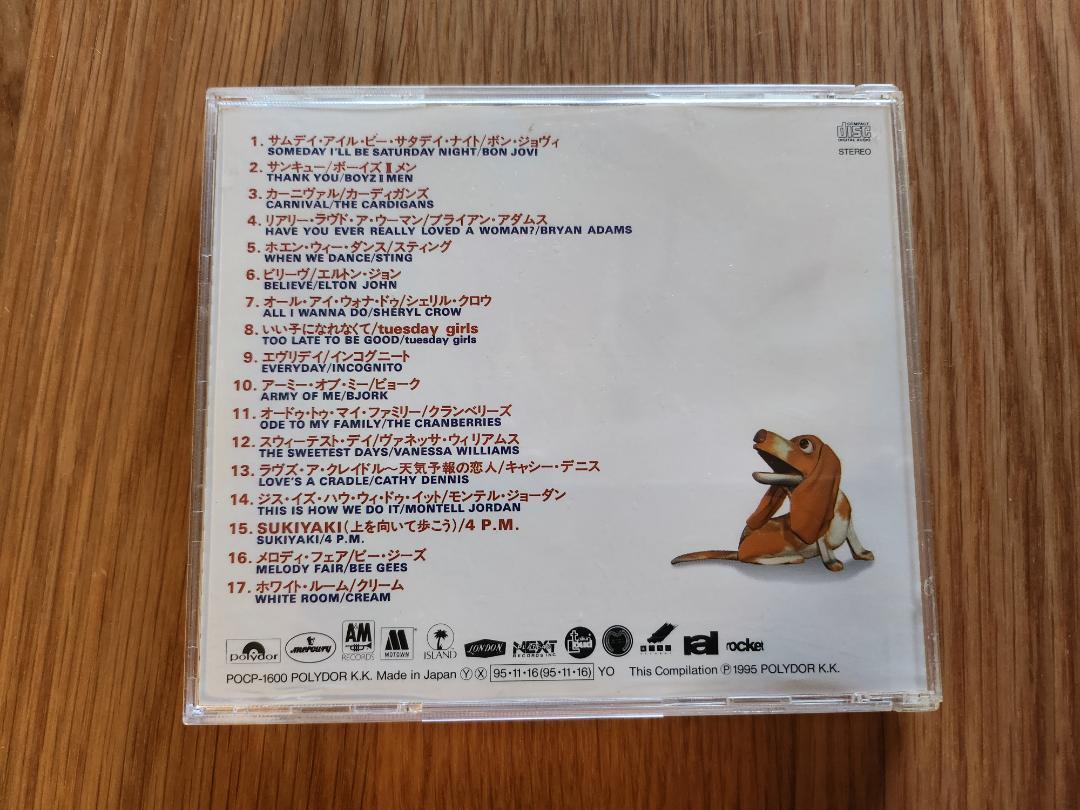 COMPACT
disc
DIGITAL AUDIO
STEREO
1. サムデイ・アイル・ビー・サタデイ・ナイト/ボン・ジョヴィ
SOMEDAY I'LL BE SATURDAY NIGHT/BON JOVI
2. サンキュー/ボーイズⅡメン
THANK YOU/BOYZ II MEN
3. カーニヴァル/カーディガンズ
CARNIVAL/THE CARDIGANS
4. リアリー・ラヴド・ア・ウーマン/ブライアン・アダムス
HAVE YOU EVER REALLY LOVED A WOMAN?/BRYAN ADAMS
5. ホエン・ウィー・ダンス/スティング
WHEN WE DANCE/STING
6. ビリーヴ/エルトン・ジョン
BELIEVE/ELTON JOHN
7. オール・アイ・ウォナ・ドゥ/シェリル・クロウ
ALL I WANNA DO/SHERYL CROW
8. いい子になれなくて/tuesday girls
TOO LATE TO BE GOOD/tuesday girls
9. エヴリデイ/インコグニート
EVERYDAY/INCOGNITO
10. アーミー・オブ・ミー/ビョーク
ARMY OF ME/BJORK
11. オードゥ・トゥ・マイ・ファミリー/クランベリーズ
ODE TO MY FAMILY/THE CRANBERRIES
12. スウィーテスト・デイ/ヴァネッサ・ウィリアムス
THE SWEETEST DAYS/VANESSA WILLIAMS
13. ラヴズ・ア・クレイドル〜天気予報の恋人/キャシー・デニス
LOVE'S A CRADLE/CATHY DENNIS
14. ジス・イズ・ハウ・ウィ・ドゥ・イット/モンテル・ジョーダン
THIS IS HOW WE DO IT/MONTELL JORDAN
15. SUKIYAKI(上を向いて歩こう)/4 P.M.
SUKIYAKI/4 P.M.
16. メロディ・フェア/ビー・ジーズ
MELODY FAIR/BEE GEES
17. ホワイト・ルーム/クリーム
WHITE ROOM/CREAM
polydor mercury A&M RECORDS MOTOWN ISLAND LONDON NEXT PLATEAU RECORDS INC. loud ral rocket
POCP-1600 POLYDOR K.K. Made in Japan Ⓨ Ⓧ 95・11・16(95・11・16) YO This Compilation Ⓟ 1995 POLYDOR K.K.